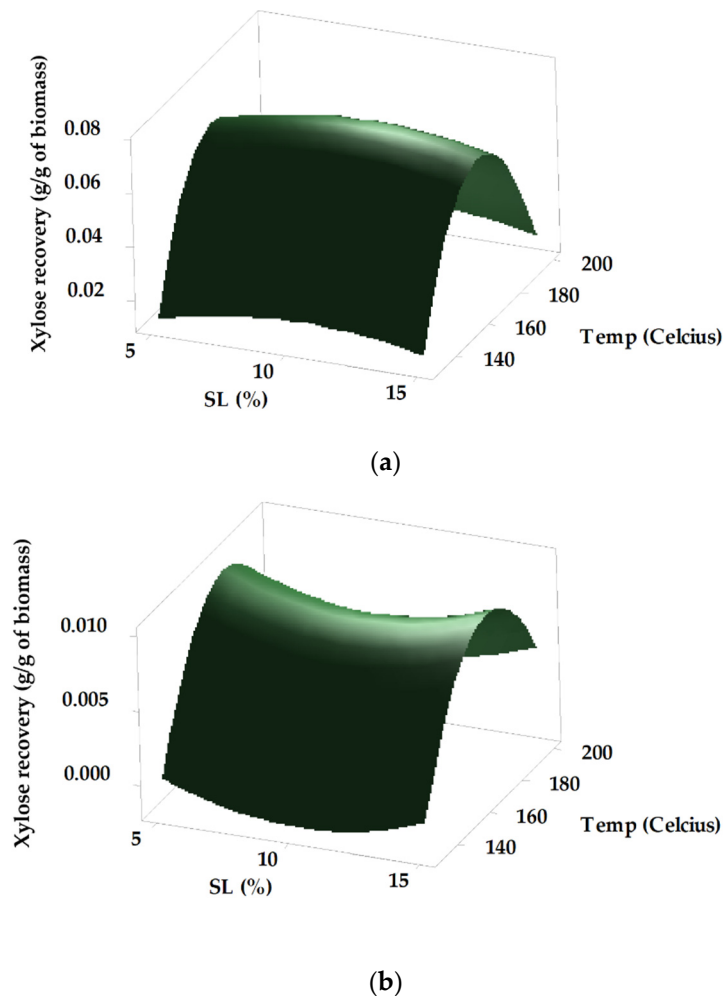 Xylose recovery (g/g of biomass)
0.08
0.06
0.04
0.02
5
10
15
SL (%)
200
180
160
140
Temp (Celcius)
(a)
Xylose recovery (g/g of biomass)
0.010
0.005
0.000
5
10
15
SL (%)
200
180
160
140
Temp (Celcius)
(b)